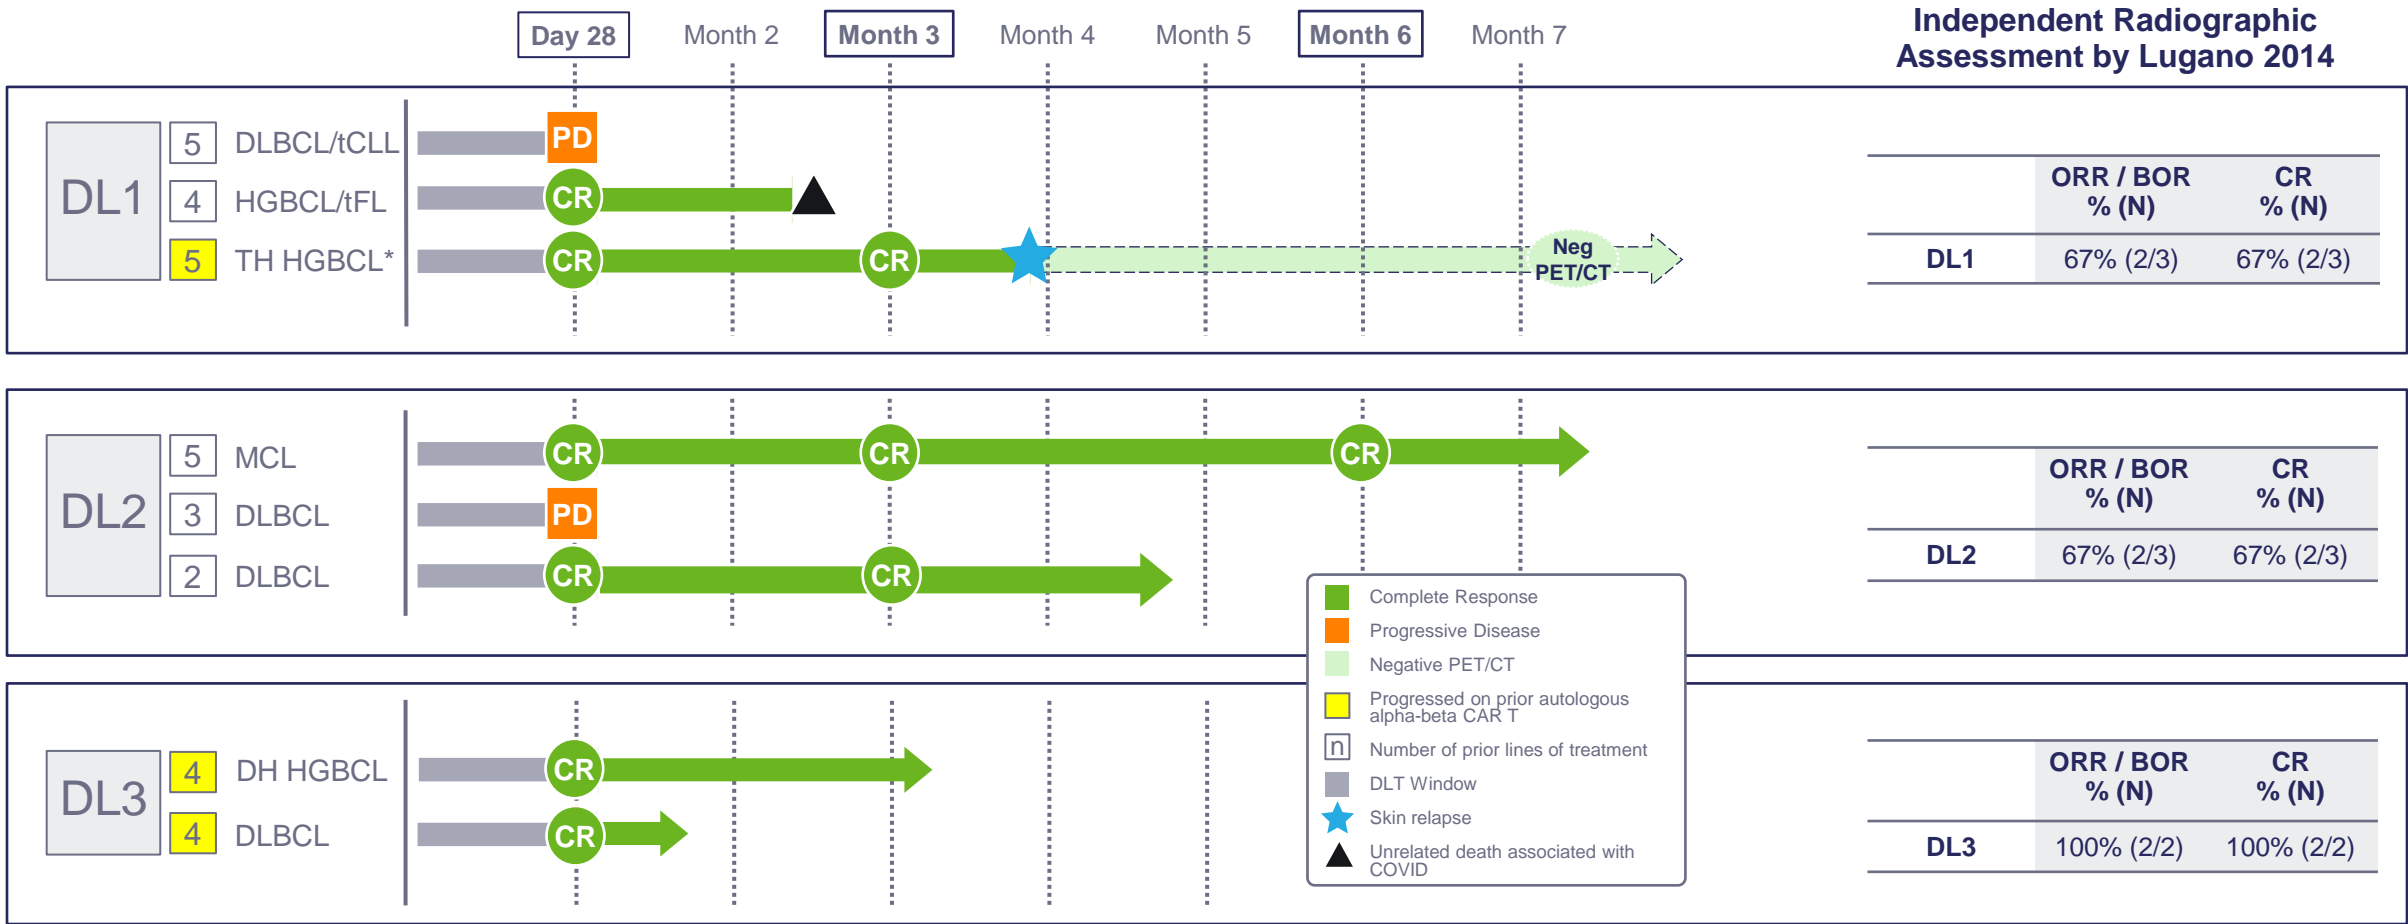 Day 28 Month 2 Month 3 Month 4 Month 5 Month 6 Month 7
Independent Radiographic
Assessment by Lugano 2014
DL1
5 DLBCL/tCLL PD
4 HGBCL/tFL CR
5 TH HGBCL* CR CR
Neg
PET/CT
ORR / BOR CR
% (N) % (N)
DL1 67% (2/3) 67% (2/3)
DL2
5 MCL CR CR CR
3 DLBCL PD
2 DLBCL CR CR
ORR / BOR CR
% (N) % (N)
DL2 67% (2/3) 67% (2/3)
Complete Response
Progressive Disease
Negative PET/CT
Progressed on prior autologous
alpha-beta CAR T
n Number of prior lines of treatment
DLT Window
Skin relapse
Unrelated death associated with
COVID
DL3
4 DH HGBCL CR
4 DLBCL CR
ORR / BOR CR
% (N) % (N)
DL3 100% (2/2) 100% (2/2)